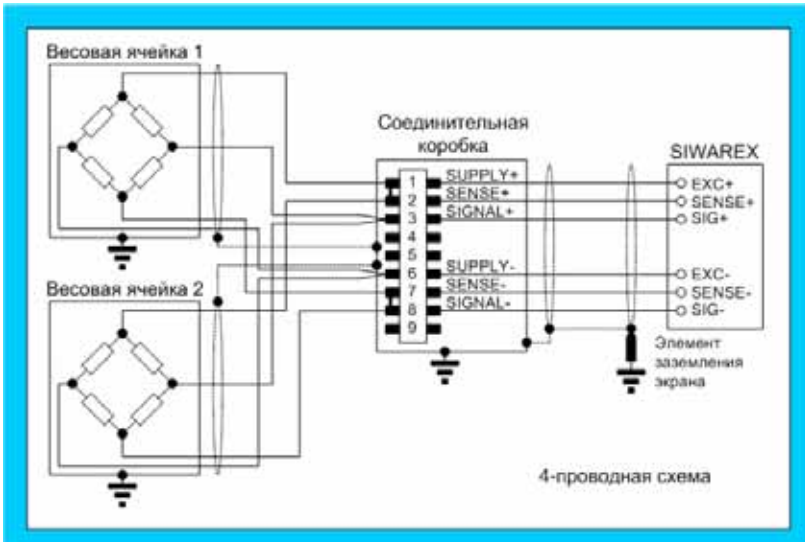 Весовая ячейка 1
Соединительная
коробка
SIWAREX
1 SUPPLY+ EXC+
2 SENSE+ SENSE+
3 SIGNAL+ SIG+
4
5
6 SUPPLY- EXC-
7 SENSE- SENSE-
8 SIGNAL- SIG-
9
Весовая ячейка 2
Элемент
заземления
экрана
4-проводная схема